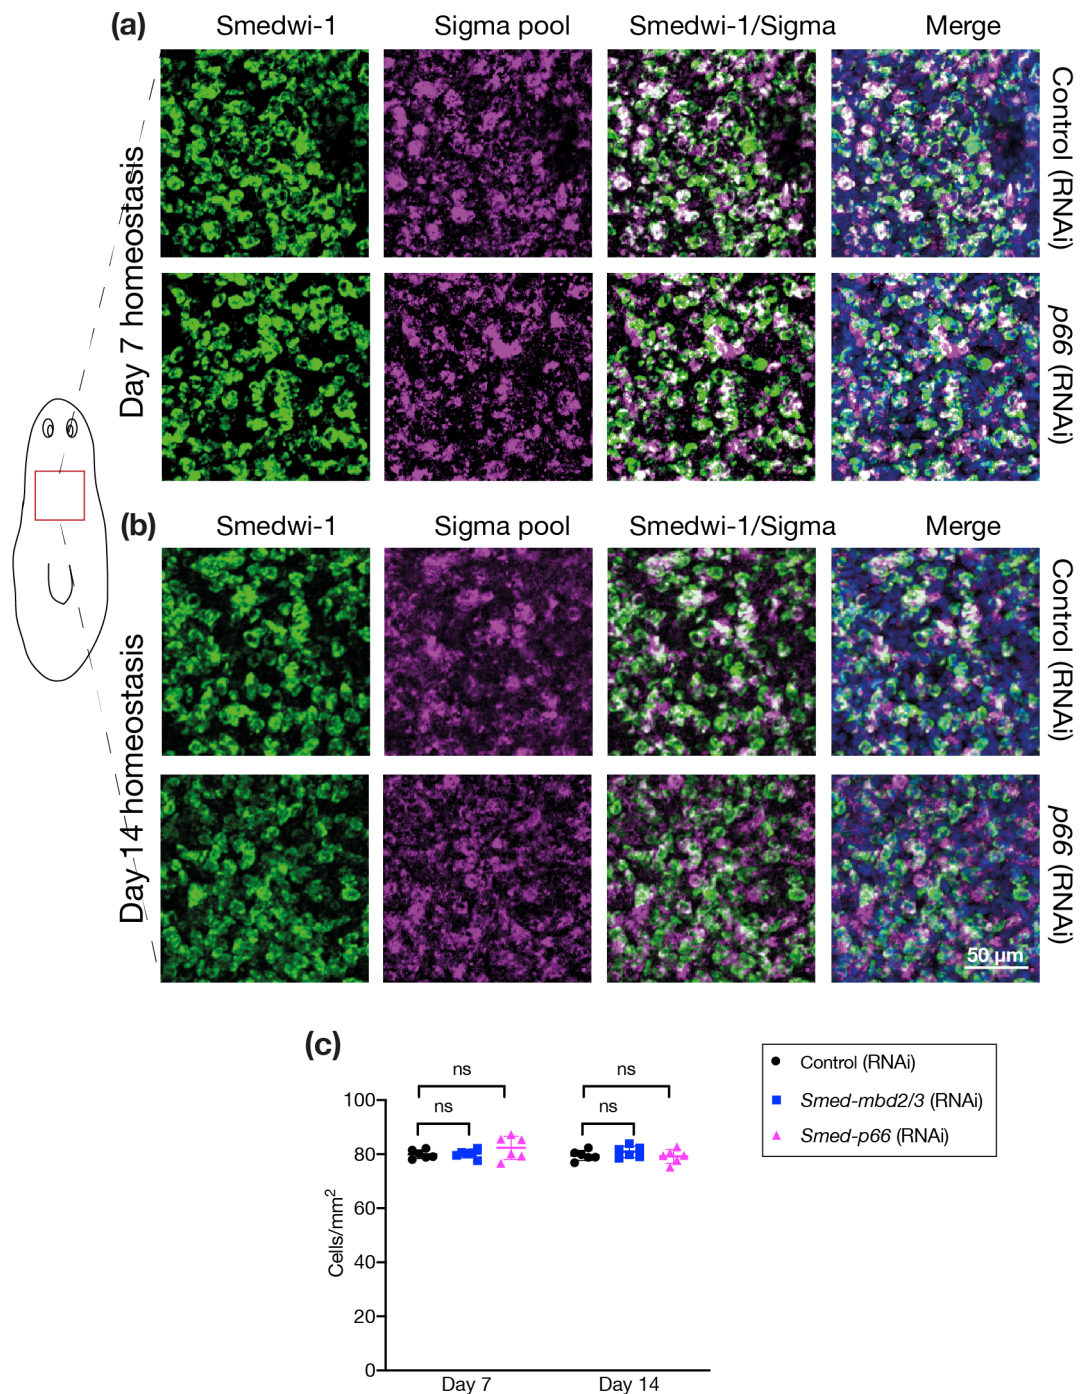 (a) Smedwi-1 Sigma pool Smedwi-1/Sigma Merge
Day 7 homeostasis
Control (RNAi)
p66 (RNAi)
(b) Smedwi-1 Sigma pool Smedwi-1/Sigma Merge
Day 14 homeostasis
Control (RNAi)
p66 (RNAi)
50 µm
(c)
Cells/mm²
100
80
60
40
20
0
ns
ns
ns
ns
Day 7 Day 14
Control (RNAi)
Smed-mbd2/3 (RNAi)
Smed-p66 (RNAi)